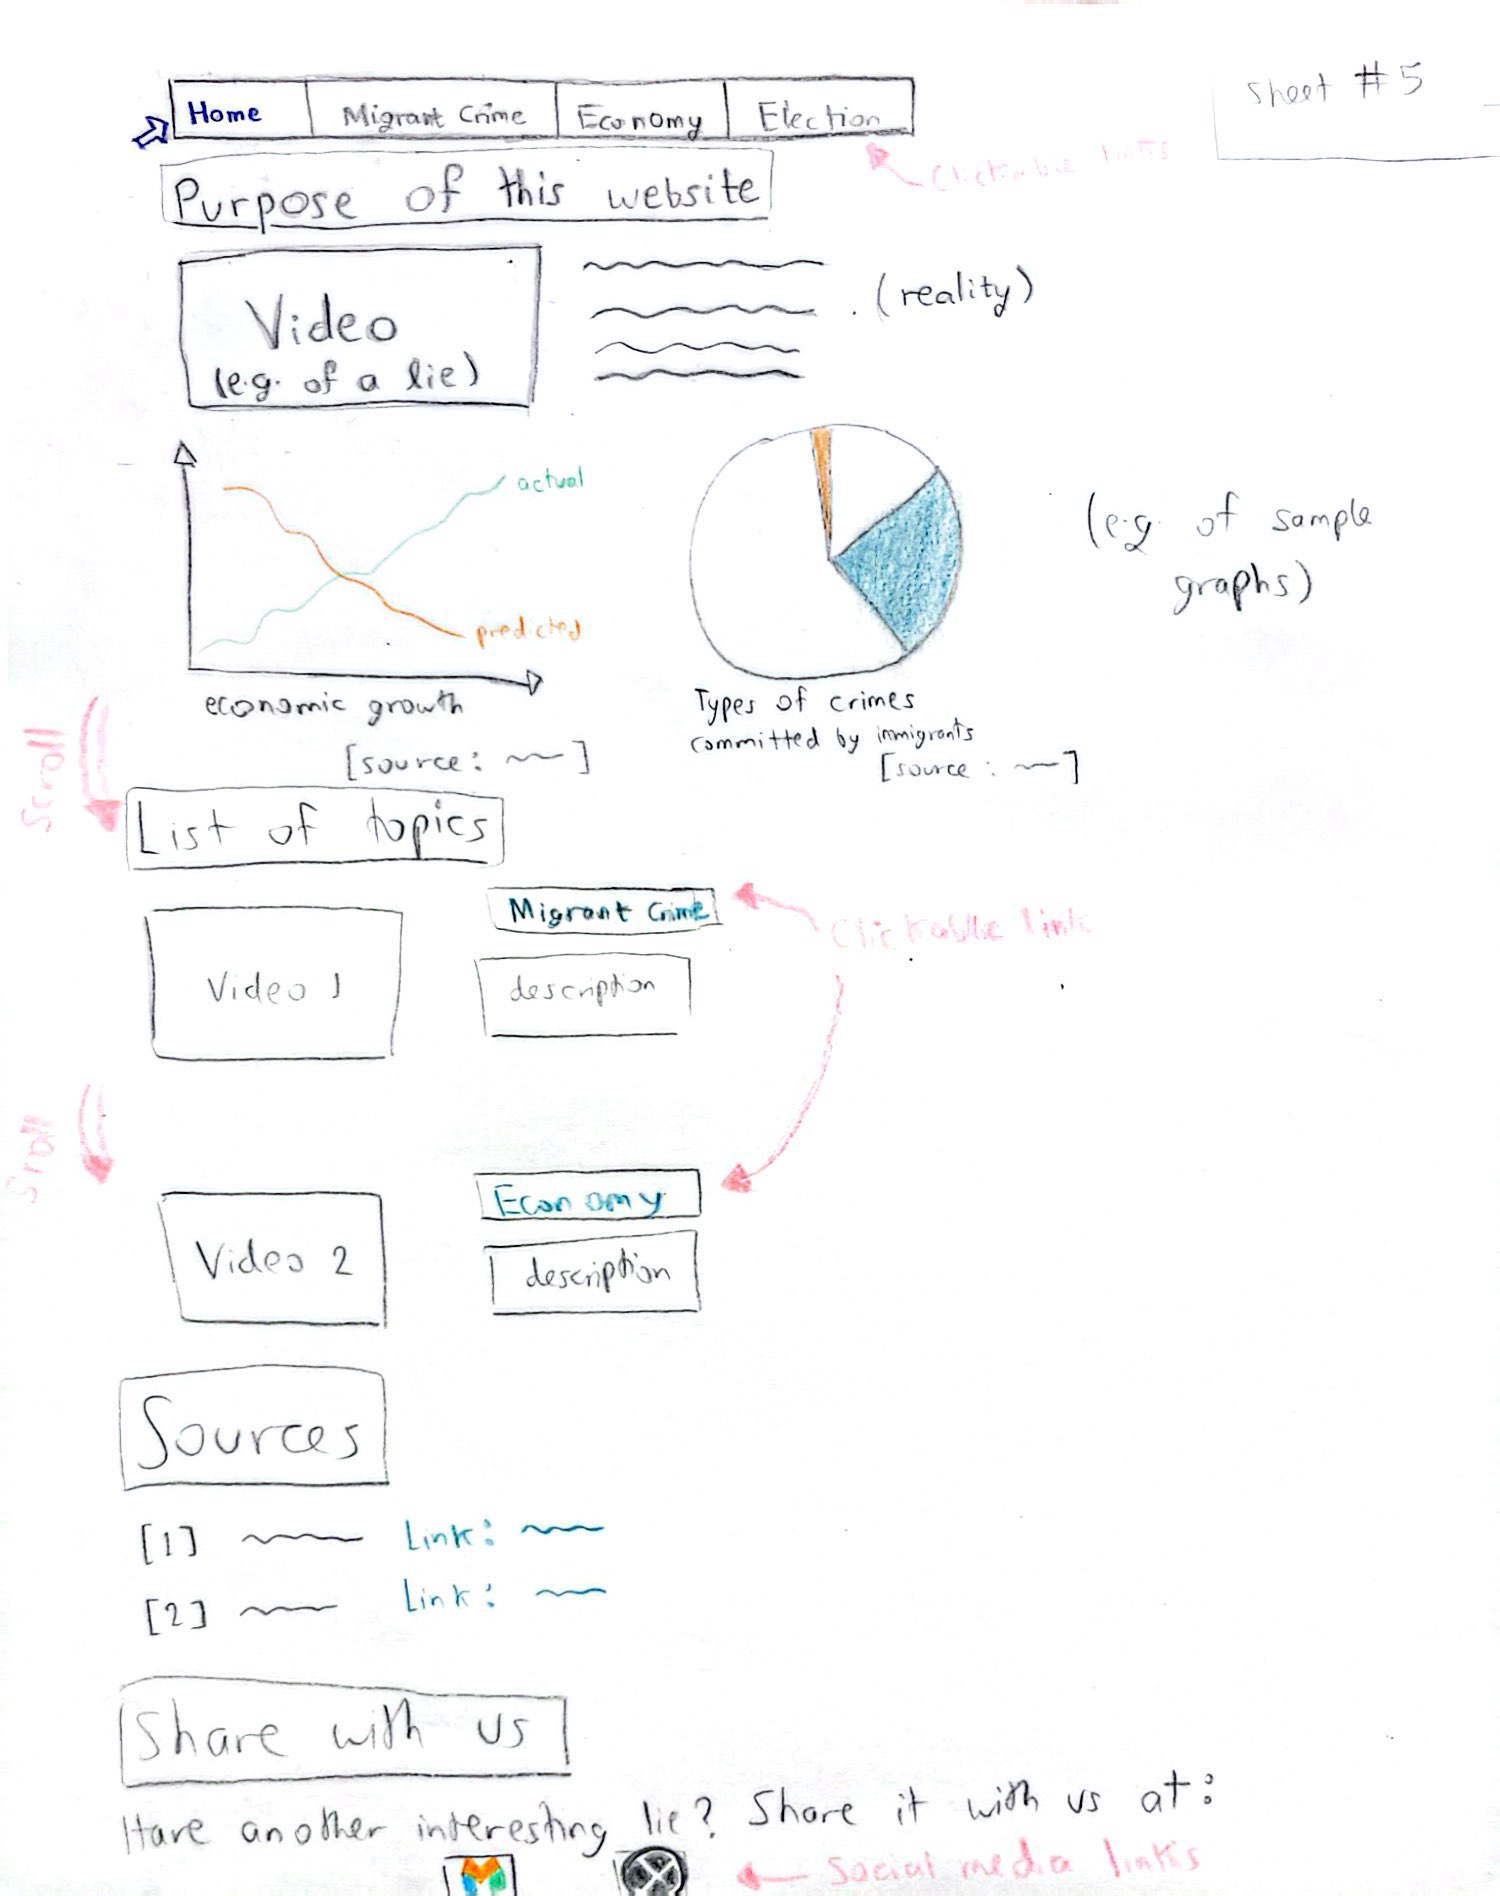 Sheet #5
Home Migrant Crime Economy Election
Clickable links
Purpose of this website
Video
(e.g. of a lie)
(reality)
actual
predicted
economic growth
[source: ]
Types of crimes
committed by immigrants
[source: ]
(e.g. of sample
graphs)
Scroll
List of topics
Video 1
Migrant Crime
description
Clickable link
Sroll
Video 2
Economy
description
Sources
[1] Link:
[2] Link:
Share with us
Have another interesting lie? Share it with us at:
Social media links